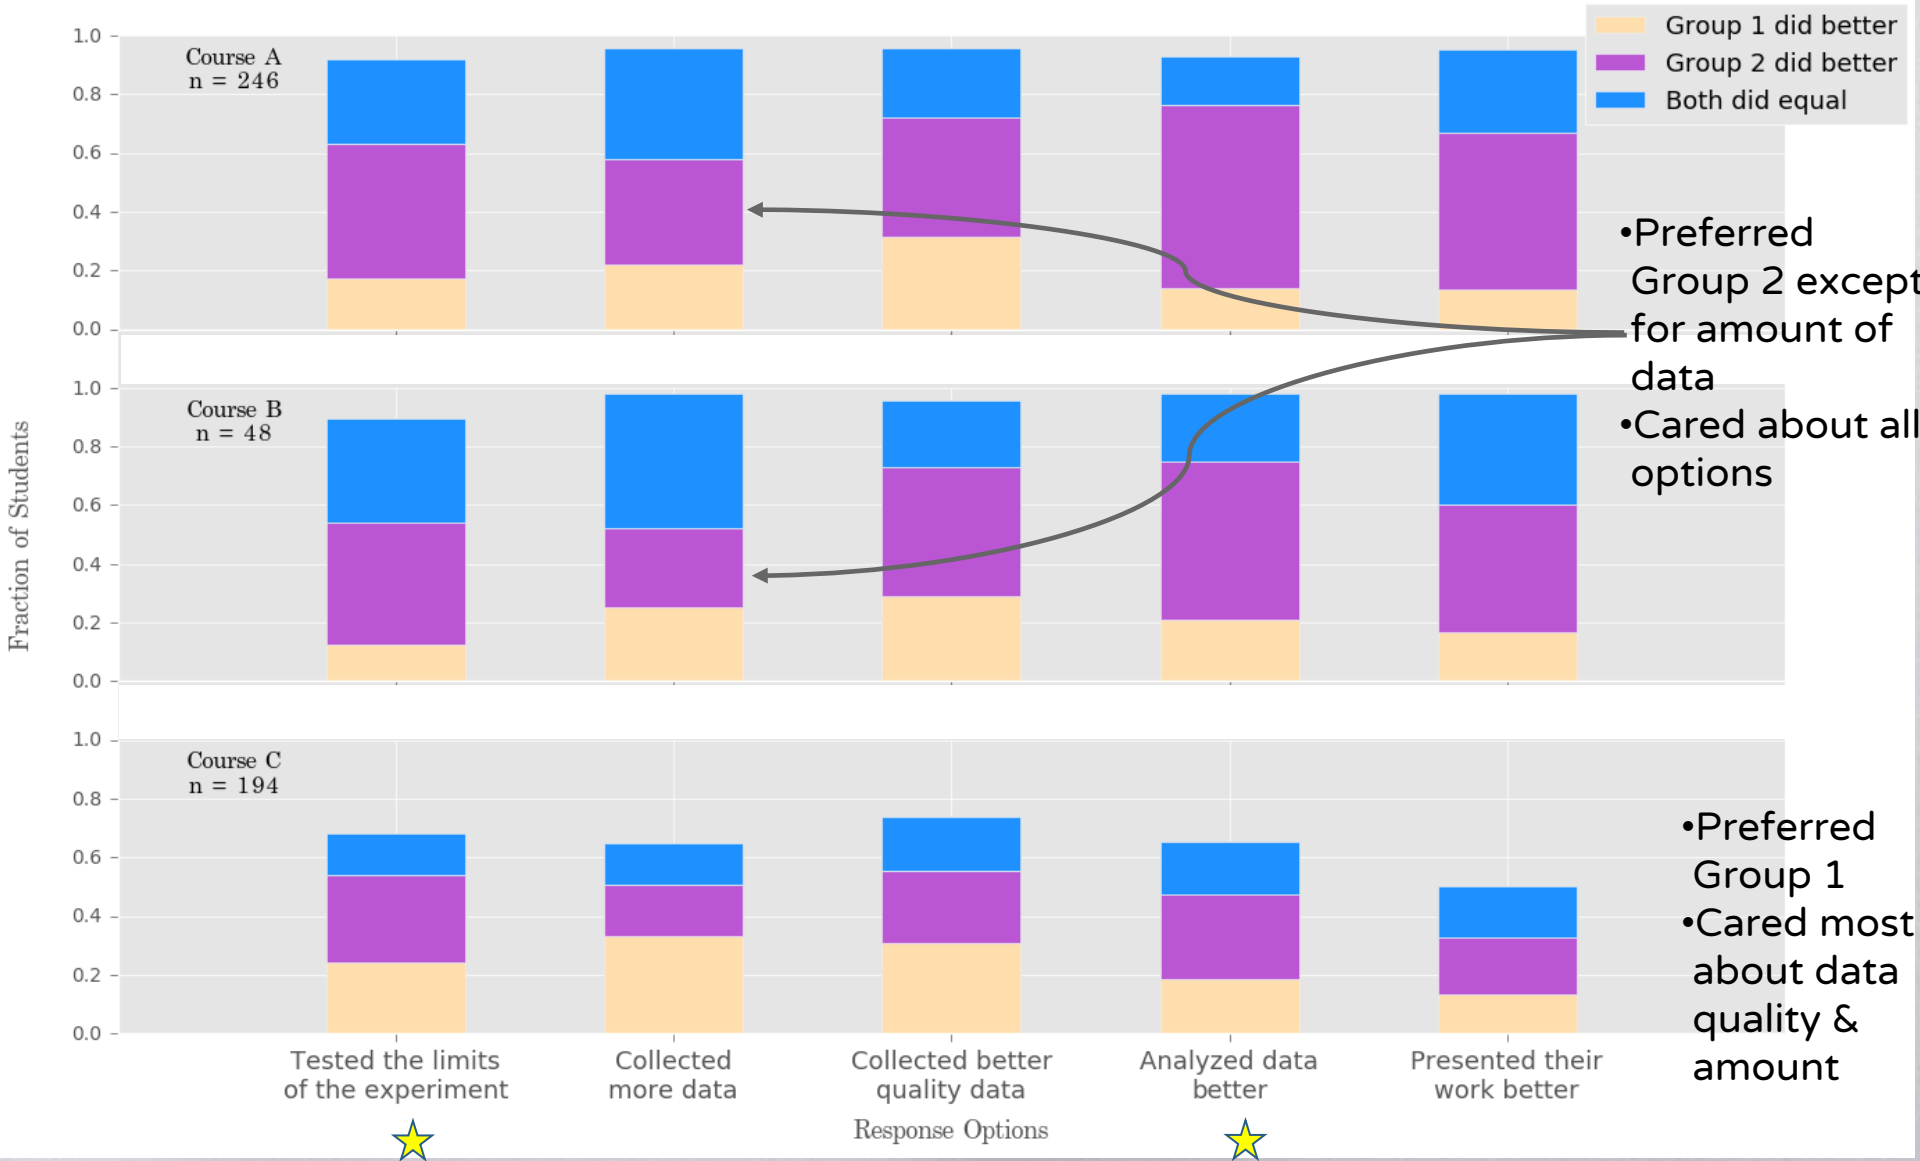 Group 1 did better
Group 2 did better
Both did equal
Fraction of Students
1.0
0.8
0.6
0.4
0.2
0.0
Course A
n = 246
1.0
0.8
0.6
0.4
0.2
0.0
Course B
n = 48
1.0
0.8
0.6
0.4
0.2
0.0
Course C
n = 194
•Preferred
Group 2 except
for amount of
data
•Cared about all
options
•Preferred
Group 1
•Cared most
about data
quality &
amount
Tested the limits
of the experiment
Collected
more data
Collected better
quality data
Analyzed data
better
Presented their
work better
Response Options